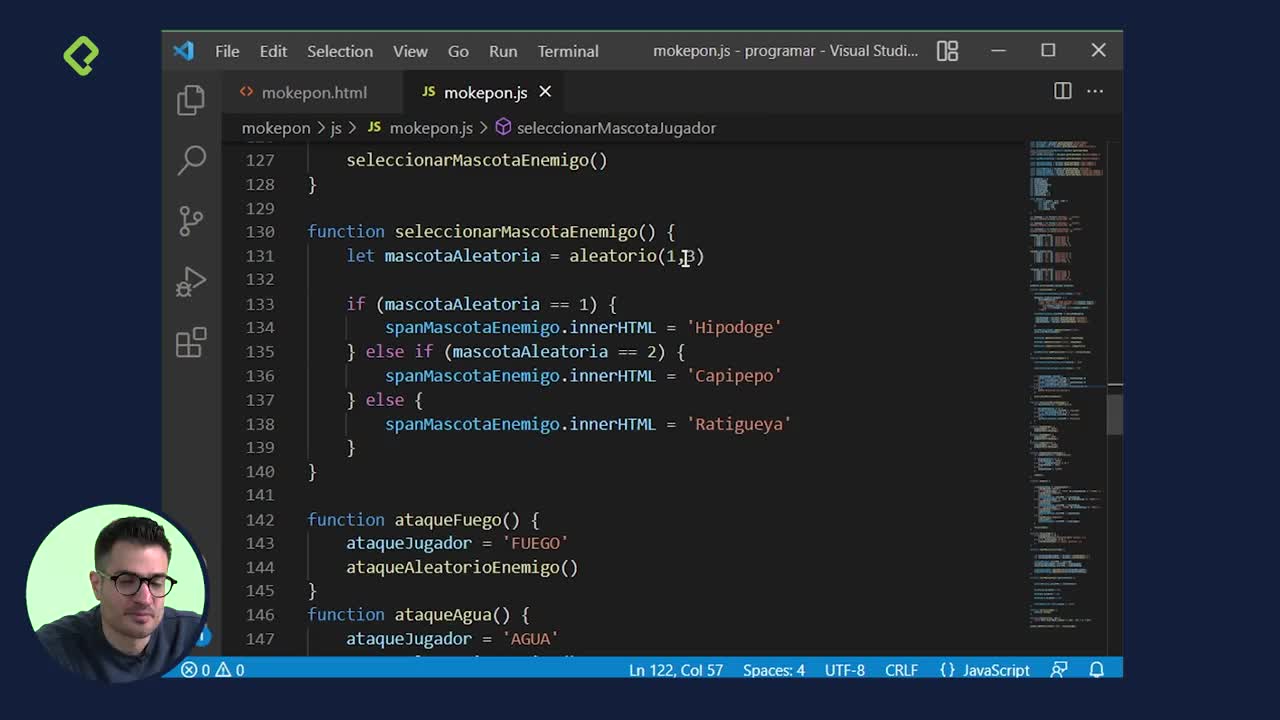 File Edit Selection View Go Run Terminal mokepon.js - programar - Visual Studi...
<> mokepon.html JS mokepon.js
mokepon > js > JS mokepon.js > seleccionarMascotaJugador
127 seleccionarMascotaEnemigo()
128 }
129
130 function seleccionarMascotaEnemigo() {
131 let mascotaAleatoria = aleatorio(1,3)
132
133 if (mascotaAleatoria == 1) {
134 spanMascotaEnemigo.innerHTML = 'Hipodoge'
135 else if (mascotaAleatoria == 2) {
136 spanMascotaEnemigo.innerHTML = 'Capipepo'
137 else {
138 spanMascotaEnemigo.innerHTML = 'Ratigueya'
139 }
140 }
141
142 function ataqueFuego() {
143 ataqueJugador = 'FUEGO'
144 ataqueAleatorioEnemigo()
145 }
146 function ataqueAgua() {
147 ataqueJugador = 'AGUA'
0 0 Ln 122, Col 57 Spaces: 4 UTF-8 CRLF {} JavaScript